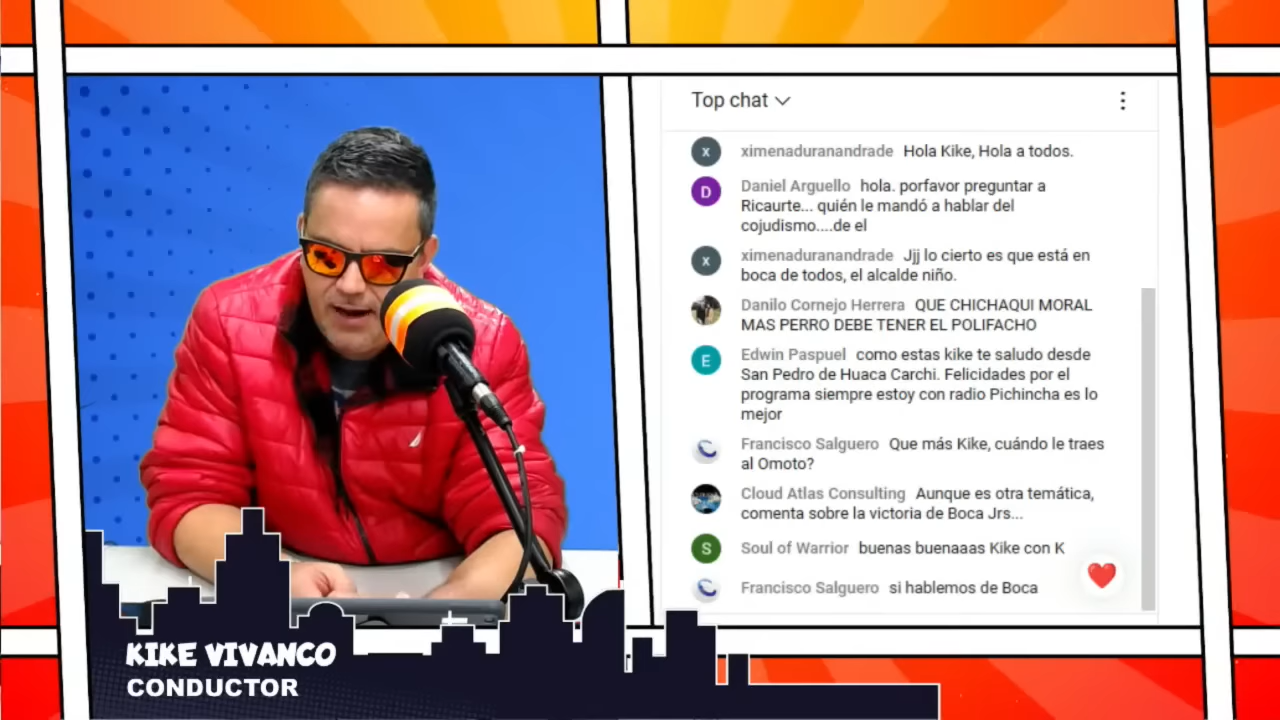 Top chat
x
ximenaduranandrade Hola Kike, Hola a todos.
D
Daniel Arguello hola. porfavor preguntar a
Ricaurte... quién le mandó a hablar del
cojudismo....de el
x
ximenaduranandrade Jjj lo cierto es que está en
boca de todos, el alcalde niño.
Danilo Cornejo Herrera QUE CHICHAQUI MORAL
MAS PERRO DEBE TENER EL POLIFACHO
E
Edwin Paspuel como estas kike te saludo desde
San Pedro de Huaca Carchi. Felicidades por el
programa siempre estoy con radio Pichincha es lo
mejor
Francisco Salguero Que más Kike, cuándo le traes
al Omoto?
Cloud Atlas Consulting Aunque es otra temática,
comenta sobre la victoria de Boca Jrs...
S
Soul of Warrior buenas buenaaas Kike con K
Francisco Salguero si hablemos de Boca
KIKE VIVANCO
CONDUCTOR